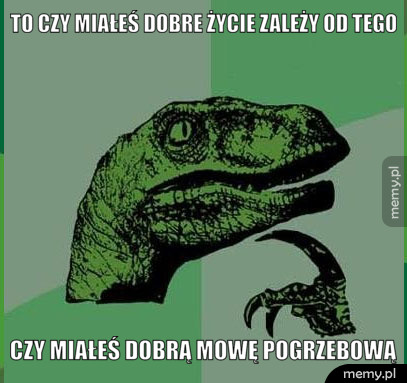 TO CZY MIAŁEŚ DOBRE ŻYCIE ZALEŻY OD TEGO
memy.pl
CZY MIAŁEŚ DOBRĄ MOWĘ POGRZEBOWĄ
memy.pl